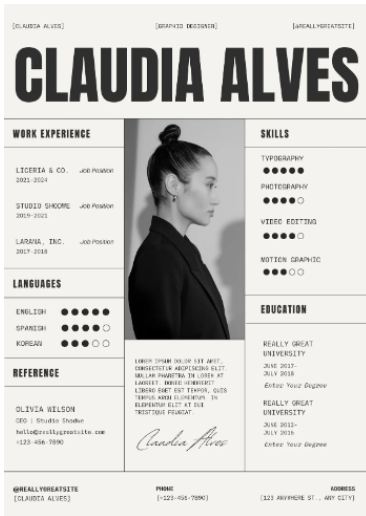 [CLAUDIA ALVES]
[GRAPHIC DESIGNER]
[@REALLYGREATSITE]
CLAUDIA ALVES
WORK EXPERIENCE
LICERIA & CO. Job Position
2021-2024
STUDIO SHODWE Job Position
2019-2021
LARANA, INC. Job Position
2017-2018
LANGUAGES
ENGLISH
SPANISH
KOREAN
REFERENCE
OLIVIA WILSON
CEO | Studio Shodwe
hello@reallygreatsite.com
+123-456-7890
LOREM IPSUM DOLOR SIT AMET,
CONSECTETUR ADIPISCING ELIT.
NULLAM PHARETRA IN LOREM AT
LAOREET. DONEC HENDRERIT
LIBERO EGET EST TEMPOR, QUIS
TEMPUS ARCU ELEMENTUM. IN
ELEMENTUM ELIT AT DUI
TRISTIQUE FEUGIAT.
Claudia Alves
SKILLS
TYPOGRAPHY
PHOTOGRAPHY
VIDEO EDITING
MOTION GRAPHIC
EDUCATION
REALLY GREAT
UNIVERSITY
JUNE 2017-
JULY 2018
Enter Your Degree
REALLY GREAT
UNIVERSITY
JUNE 2012-
JULY 2016
Enter Your Degree
@REALLYGREATSITE
[CLAUDIA ALVES]
PHONE
[+123-456-7890]
ADDRESS
[123 ANYWHERE ST., ANY CITY]